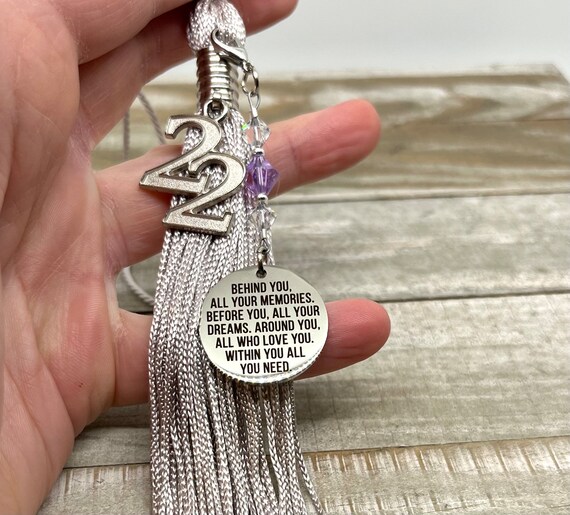 22
BEHIND YOU,
ALL YOUR MEMORIES.
BEFORE YOU, ALL YOUR
DREAMS. AROUND YOU,
ALL WHO LOVE YOU.
WITHIN YOU ALL
YOU NEED.